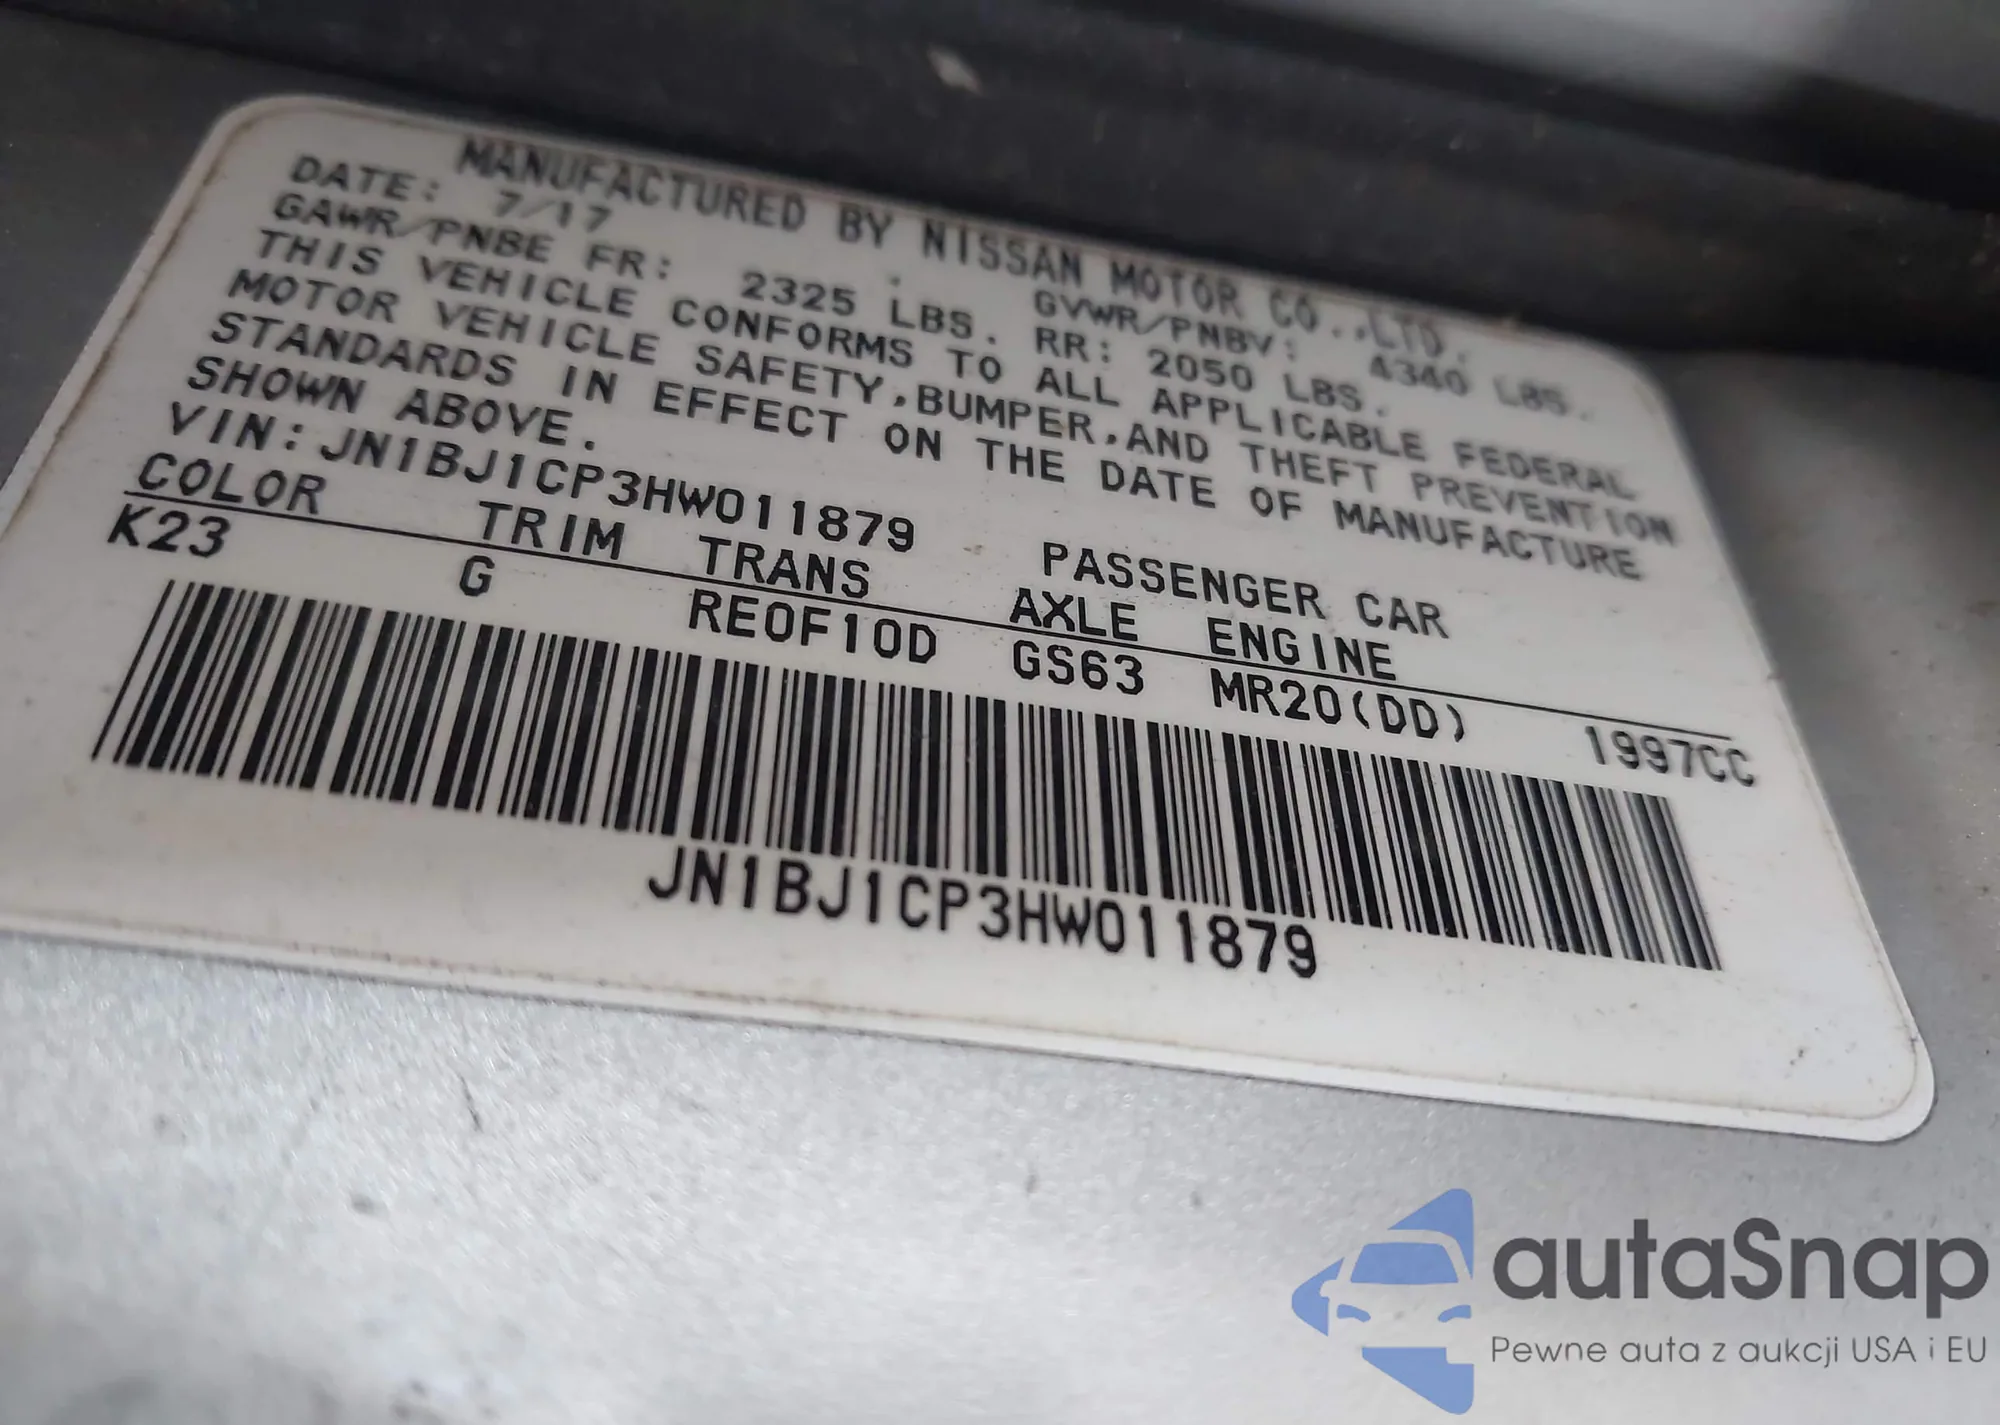 MANUFACTURED BY NISSAN MOTOR CO.,LTD.
DATE: 7/17 GVWR/PNBV: 4340 LBS.
GAWR/PNBE FR: 2325 LBS. RR: 2050 LBS.
THIS VEHICLE CONFORMS TO ALL APPLICABLE FEDERAL
MOTOR VEHICLE SAFETY,BUMPER,AND THEFT PREVENTION
STANDARDS IN EFFECT ON THE DATE OF MANUFACTURE
SHOWN ABOVE.
VIN:JN1BJ1CP3HW011879 PASSENGER CAR
COLOR TRIM TRANS AXLE ENGINE
K23 G RE0F10D GS63 MR20(DD) 1997CC
JN1BJ1CP3HW011879
autaSnap
Pewne auta z aukcji USA i EU